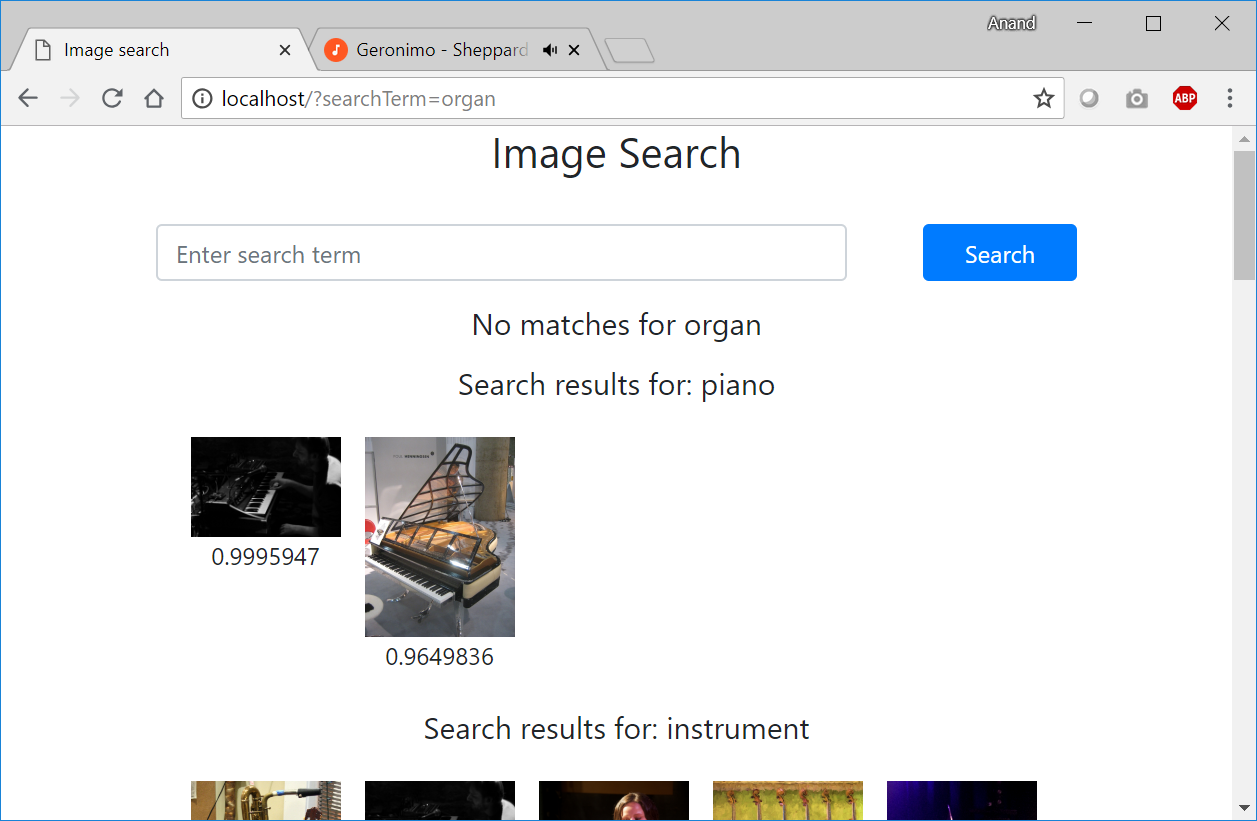 Anand
Image search
Geronimo - Sheppard
localhost/?searchTerm=organ
ABP
Image Search
Enter search term
Search
No matches for organ
Search results for: piano
0.9995947
0.9649836
Search results for: instrument